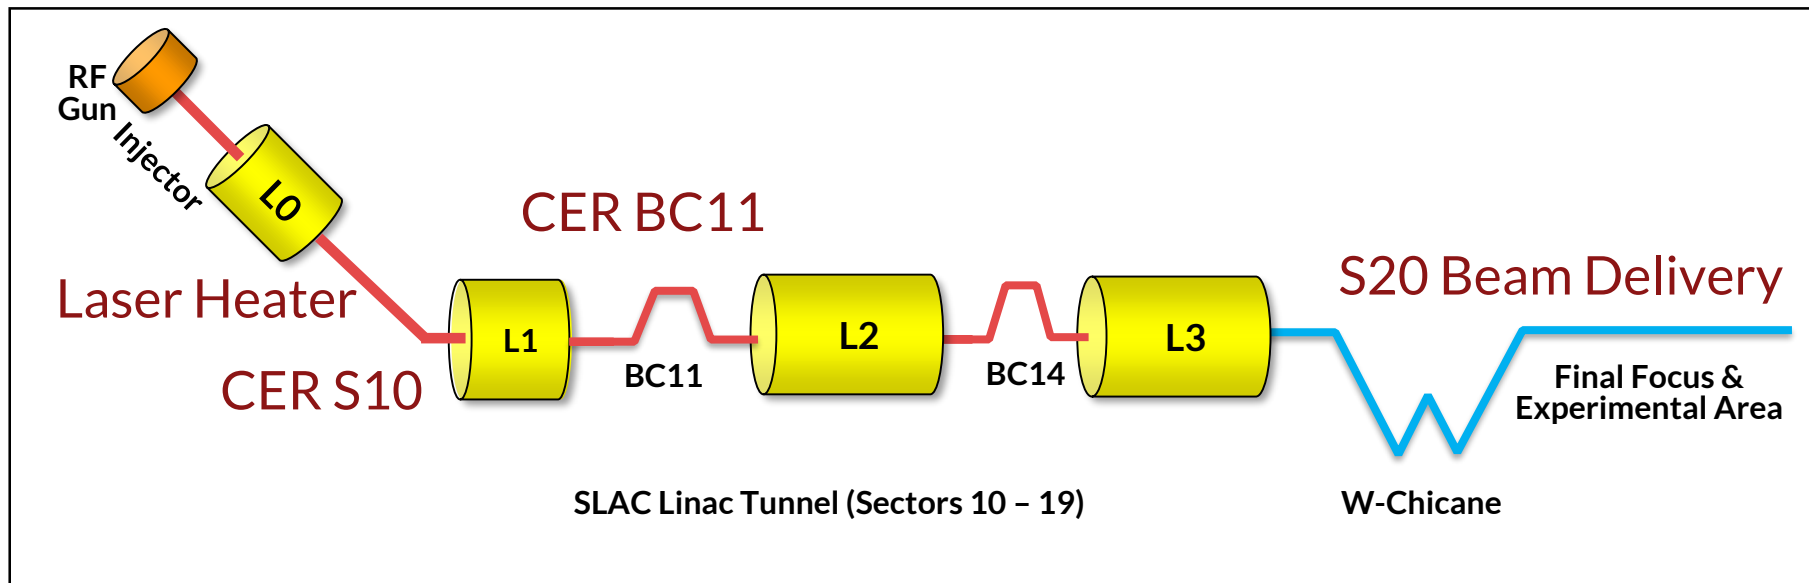 RF
Gun
Injector
L0
Laser Heater
CER S10
L1
CER BC11
BC11
L2
BC14
L3
S20 Beam Delivery
Final Focus &
Experimental Area
SLAC Linac Tunnel (Sectors 10 – 19)
W-Chicane